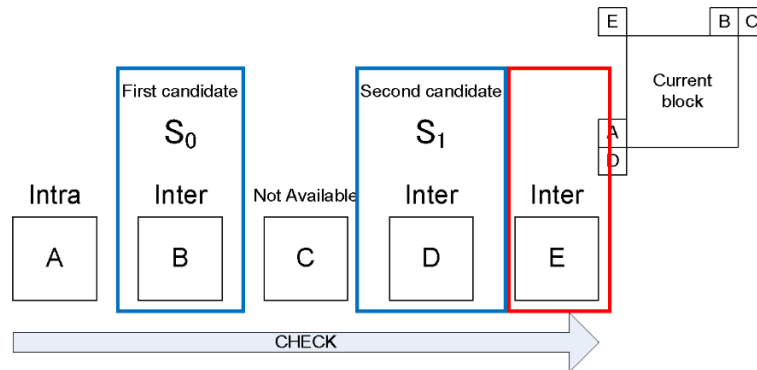 E B C
First candidate Second candidate Current
block
S0 S1
A
D
Intra Inter Not Available Inter Inter
A B C D E
CHECK